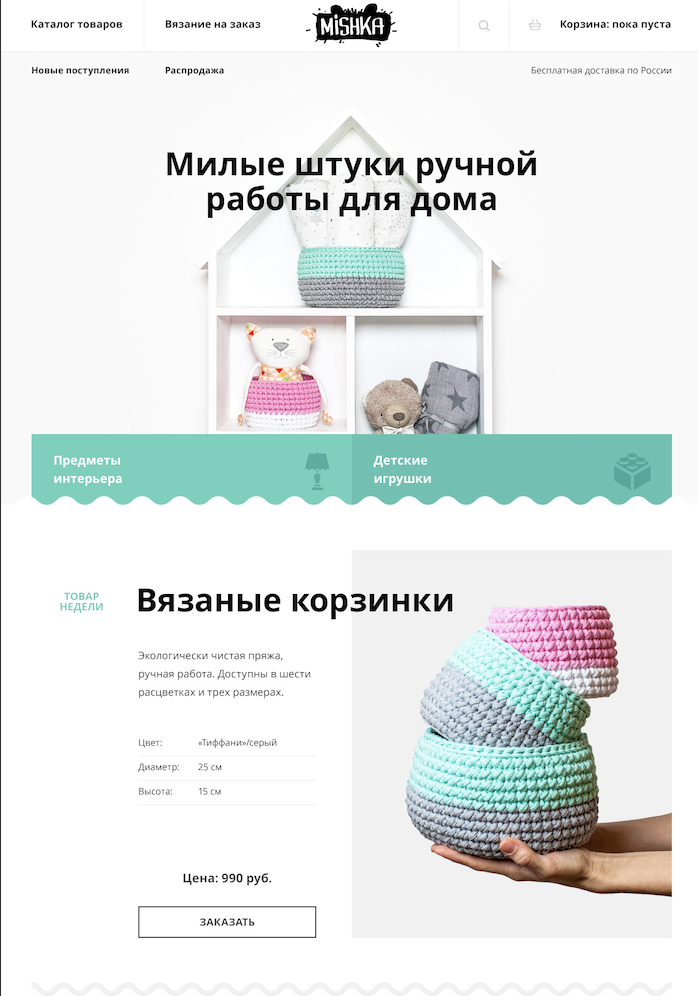 Каталог товаров
Вязание на заказ
MiSHKA
Корзина: пока пуста
Новые поступления
Распродажа
Бесплатная доставка по России
Милые штуки ручной
работы для дома
Предметы
интерьера
Детские
игрушки
ТОВАР
НЕДЕЛИ
Вязаные корзинки
Экологически чистая пряжа,
ручная работа. Доступны в шести
расцветках и трех размерах.
Цвет: «Тиффани»/серый
Диаметр: 25 см
Высота: 15 см
Цена: 990 руб.
ЗАКАЗАТЬ